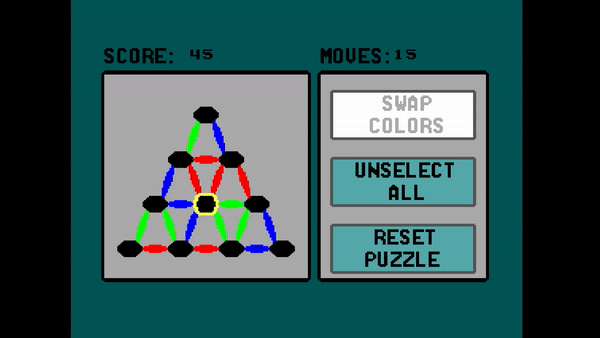 SCORE: 45 MOVES:15
SWAP
COLORS
UNSELECT
ALL
RESET
PUZZLE